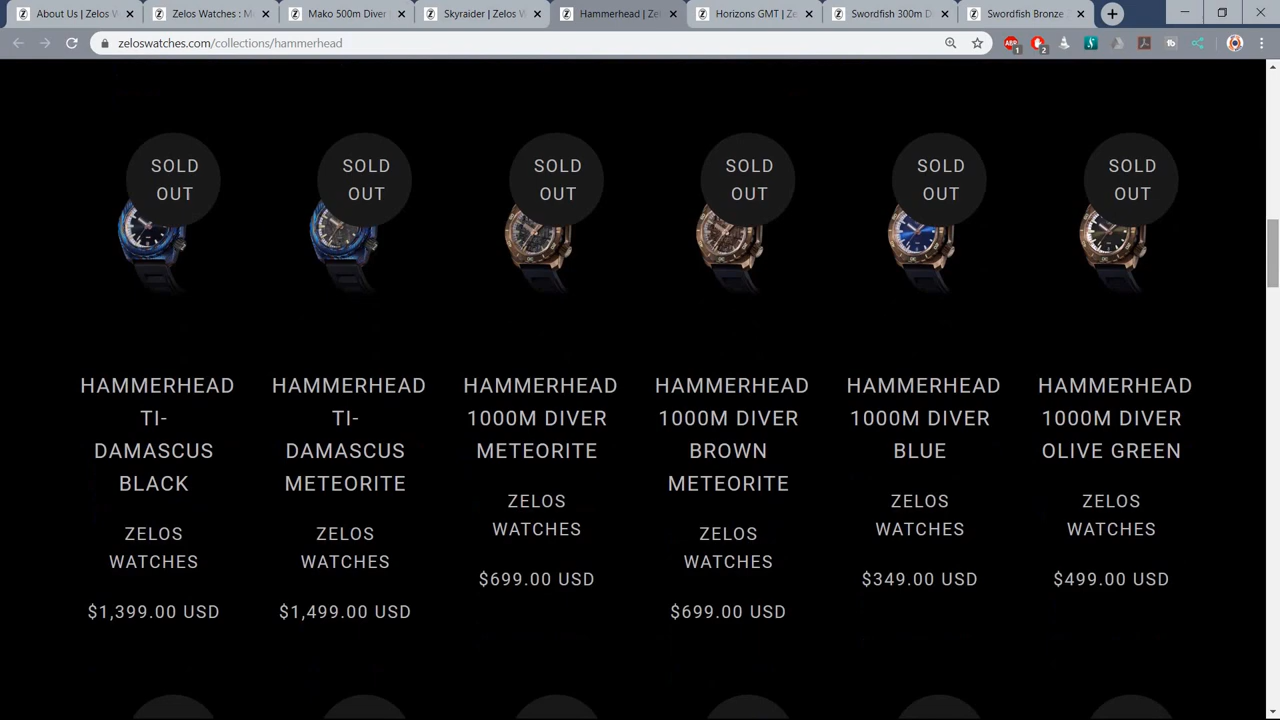 About Us | Zelos W
Zelos Watches : M
Mako 500m Diver
Skyraider | Zelos W
Hammerhead | Ze
Horizons GMT | Ze
Swordfish 300m D
Swordfish Bronze
zeloswatches.com/collections/hammerhead
ABP
1
2
fb
SOLD
OUT
SOLD
OUT
SOLD
OUT
SOLD
OUT
SOLD
OUT
SOLD
OUT
HAMMERHEAD
TI-
DAMASCUS
BLACK
ZELOS
WATCHES
$1,399.00 USD
HAMMERHEAD
TI-
DAMASCUS
METEORITE
ZELOS
WATCHES
$1,499.00 USD
HAMMERHEAD
1000M DIVER
METEORITE
ZELOS
WATCHES
$699.00 USD
HAMMERHEAD
1000M DIVER
BROWN
METEORITE
ZELOS
WATCHES
$699.00 USD
HAMMERHEAD
1000M DIVER
BLUE
ZELOS
WATCHES
$349.00 USD
HAMMERHEAD
1000M DIVER
OLIVE GREEN
ZELOS
WATCHES
$499.00 USD